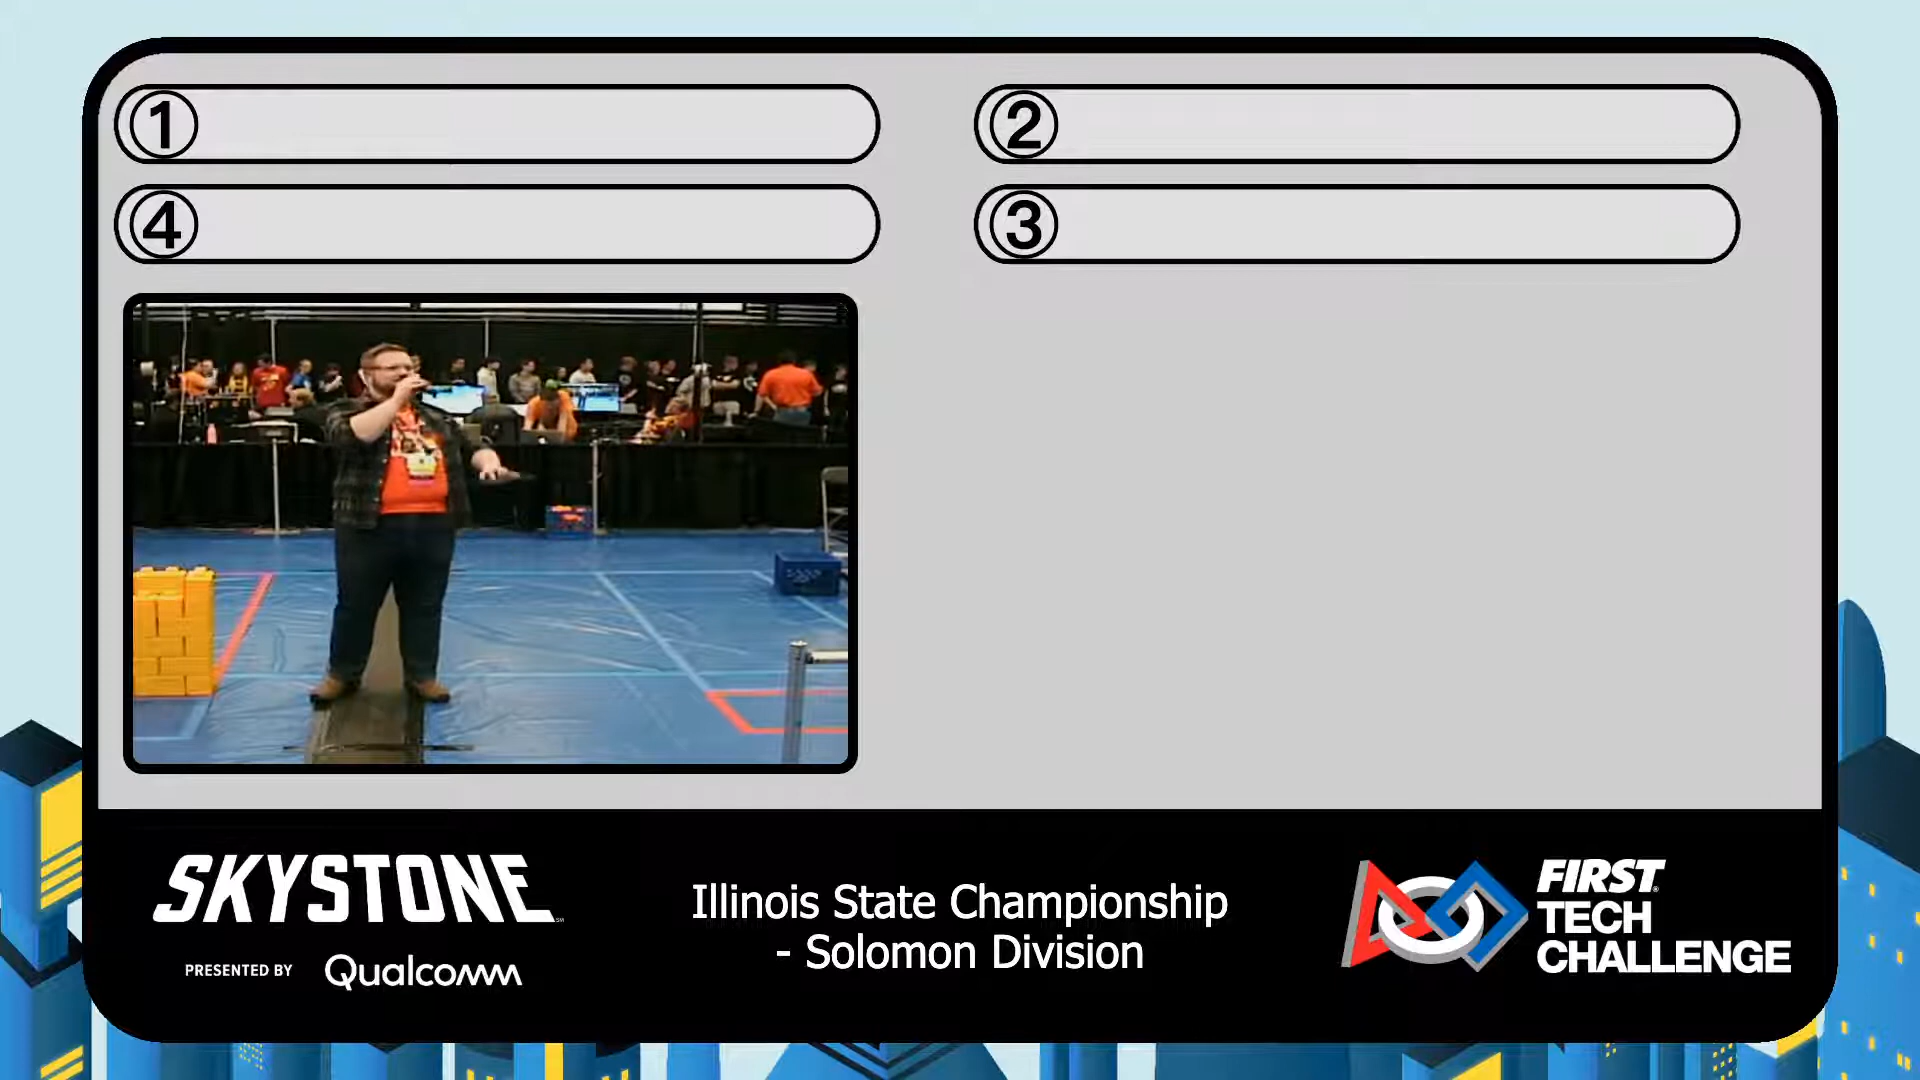 1
2
4
3
SKYSTONE
PRESENTED BY Qualcomm
Illinois State Championship
- Solomon Division
FIRST
TECH
CHALLENGE